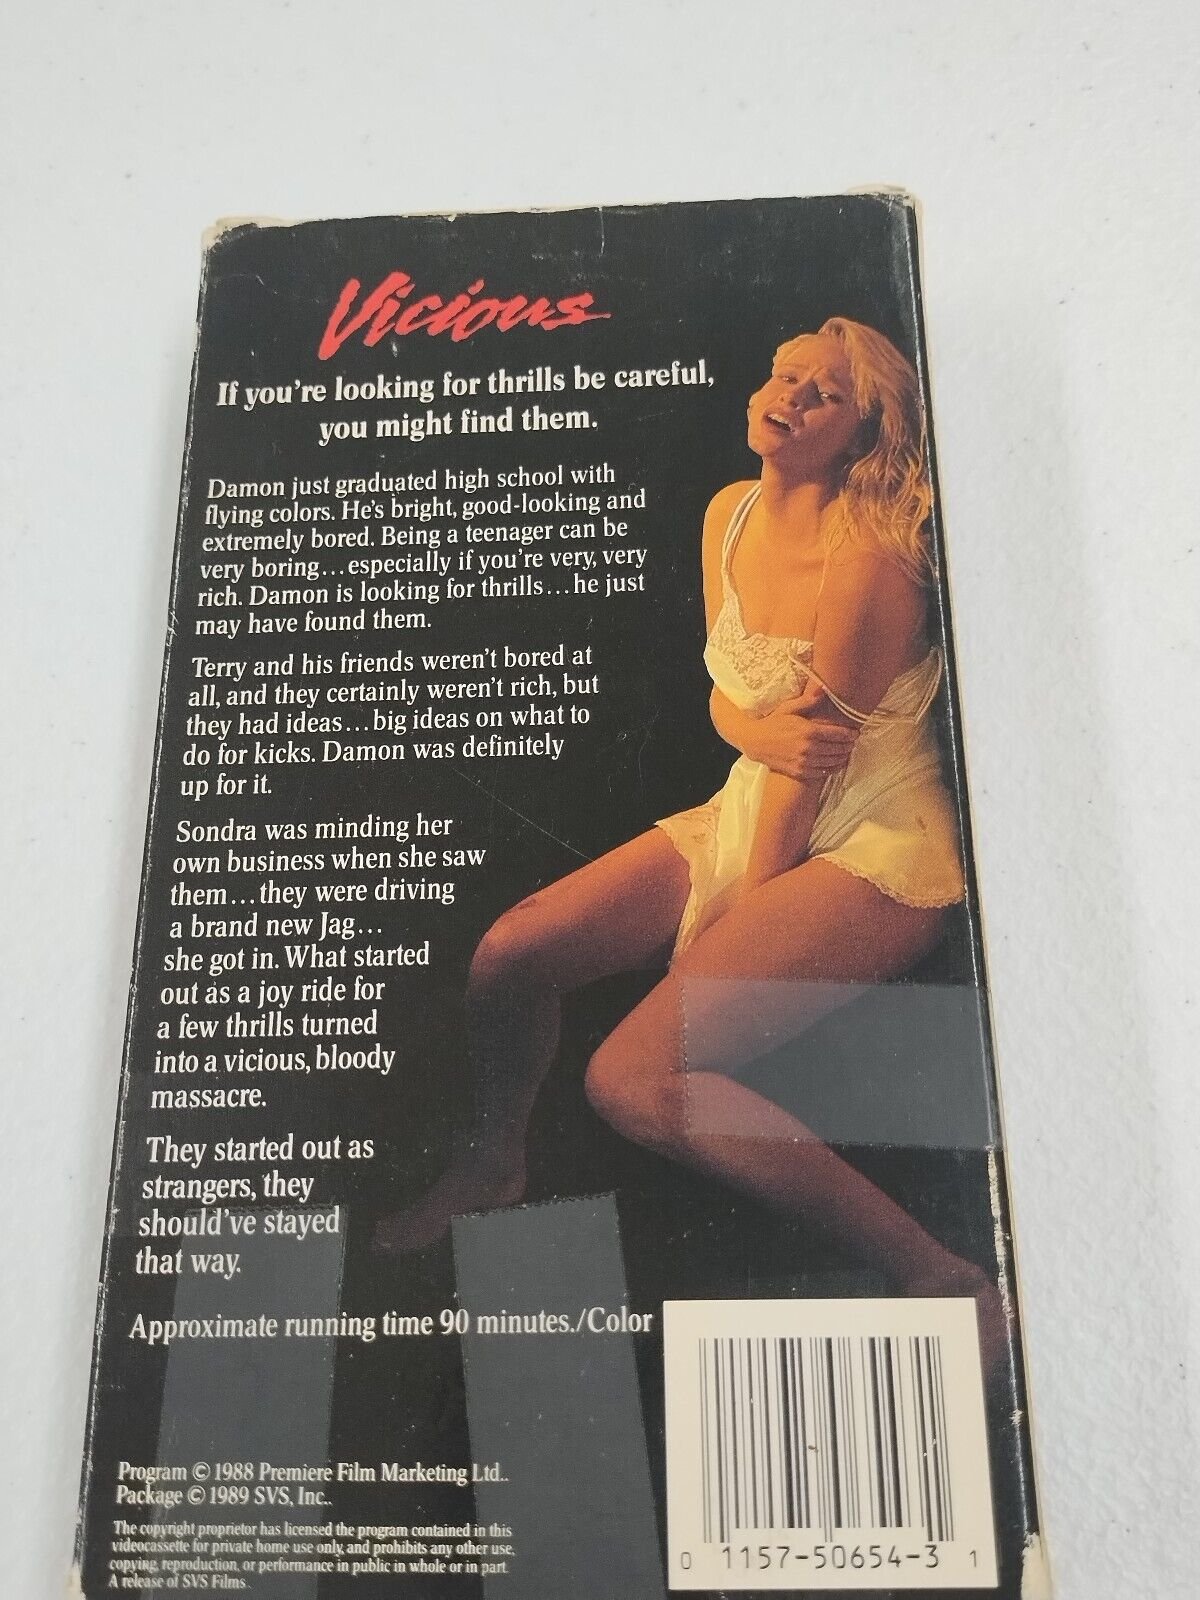 Vicious
If you're looking for thrills be careful,
you might find them.
Damon just graduated high school with
flying colors. He's bright, good-looking and
extremely bored. Being a teenager can be
very boring...especially if you're very, very
rich. Damon is looking for thrills...he just
may have found them.
Terry and his friends weren't bored at
all, and they certainly weren't rich, but
they had ideas...big ideas on what to
do for kicks. Damon was definitely
up for it.
Sondra was minding her
own business when she saw
them...they were driving
a brand new Jag...
she got in. What started
out as a joy ride for
a few thrills turned
into a vicious, bloody
massacre.
They started out as
strangers, they
should've stayed
that way.
Approximate running time 90 minutes./Color
Program © 1988 Premiere Film Marketing Ltd..
Package © 1989 SVS, Inc..
The copyright proprietor has licensed the program contained in this
videocassette for private home use only, and prohibits any other use,
copying, reproduction, or performance in public in whole or in part.
A release of SVS Films
0 1157-50654-3 1